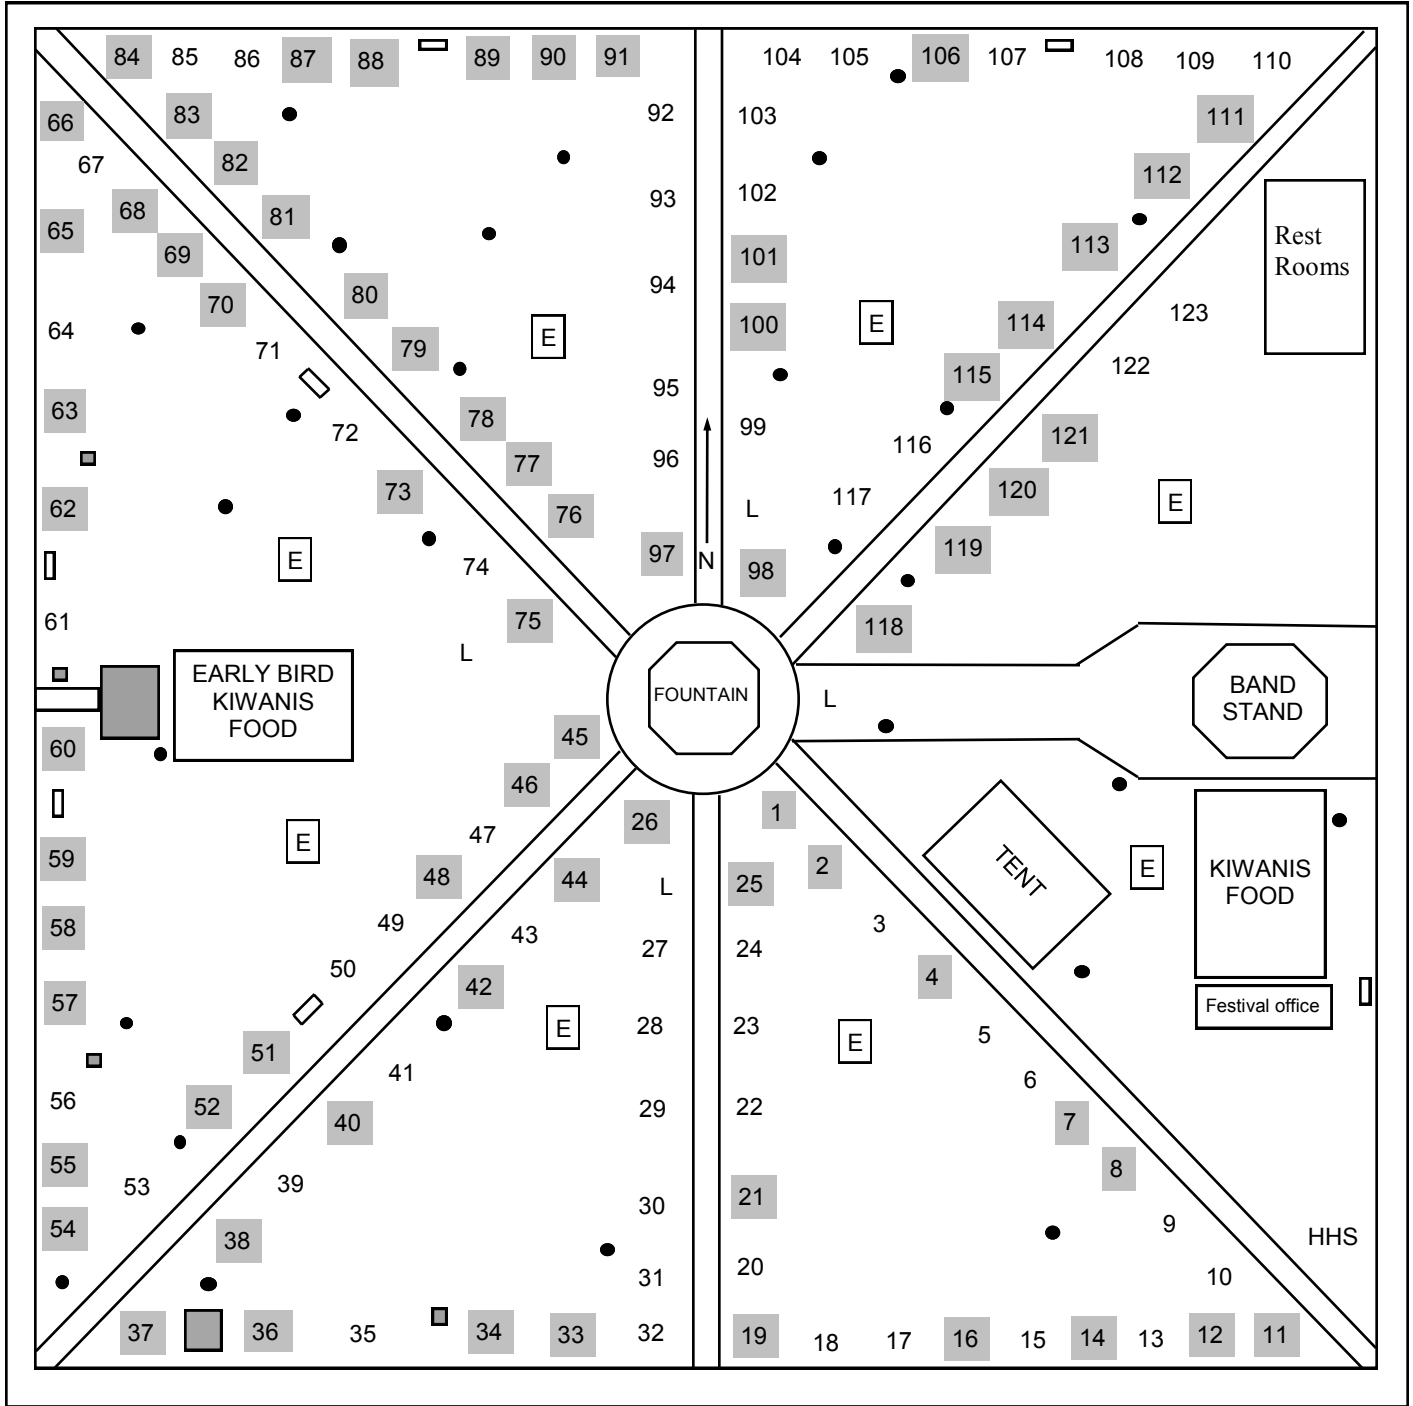 84 85 86 87 88 89 90 91 104 105 106 107 108 109 110
66 83 92 103 111
67 82 112
65 68 81 93 102 113
69 101
70 80 94 100 123
64 71 79 E E 114 122
63 72 78 95 99 115 121
62 73 77 96 116 120 E
76 L 117
E 74 97 N 98 119
61 75 118
L
EARLY BIRD
KIWANIS
FOOD
FOUNTAIN
L
BAND
STAND
60 45
46 1
E 47 26 2 TENT E KIWANIS
FOOD
59 48 44 L 25
58 49 43 27 24 3
57 50 42 E 28 23 E 4 Festival office
51 41 5
56 52 40 29 22 6
55 53 39 30 21 7
54 38 8
31 20 9 HHS
10
37 36 35 34 33 32 19 18 17 16 15 14 13 12 11